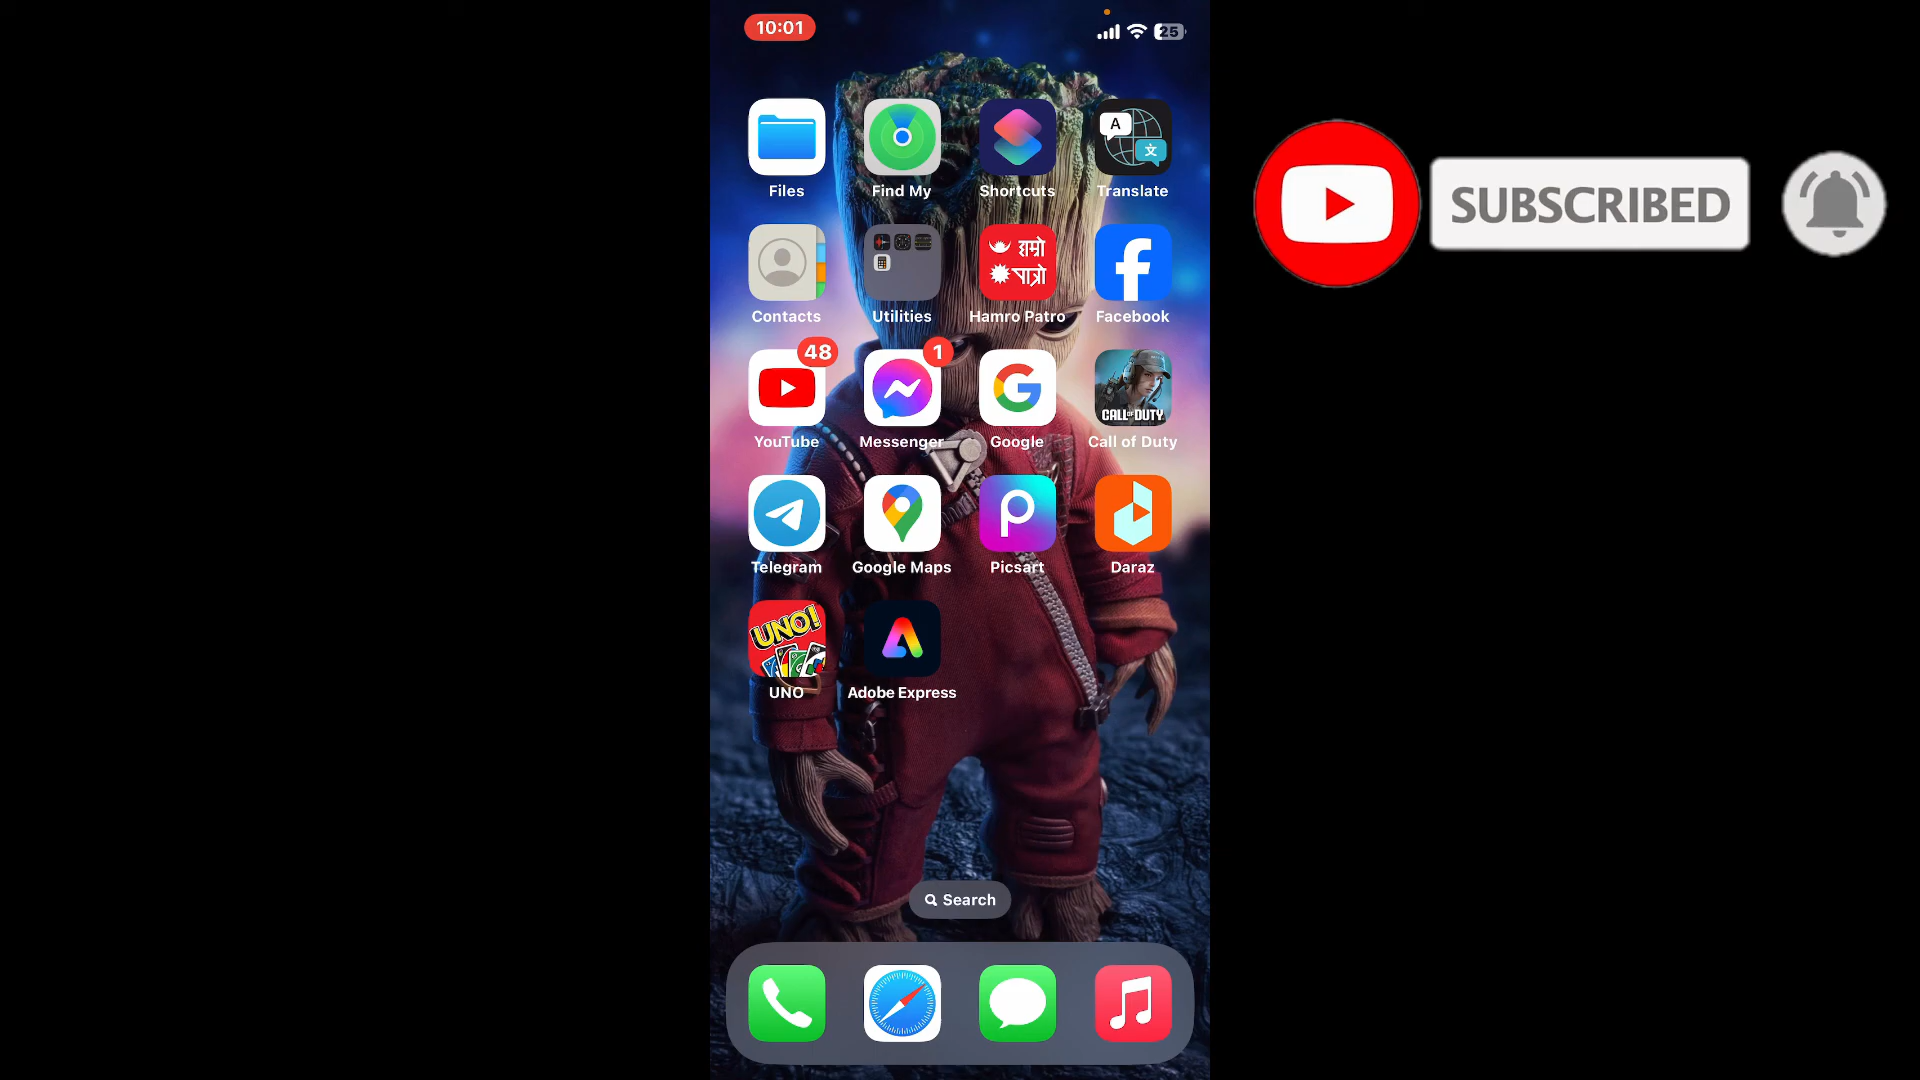 10:01
25
A
文
Files
Find My
Shortcuts
Translate
हाम्रो
पात्रो
Contacts
Utilities
Hamro Patro
Facebook
48
1
CALL OF DUTY
YouTube
Messenger
Google
Call of Duty
Telegram
Google Maps
Picsart
Daraz
UNO!
UNO
Adobe Express
Search
SUBSCRIBED